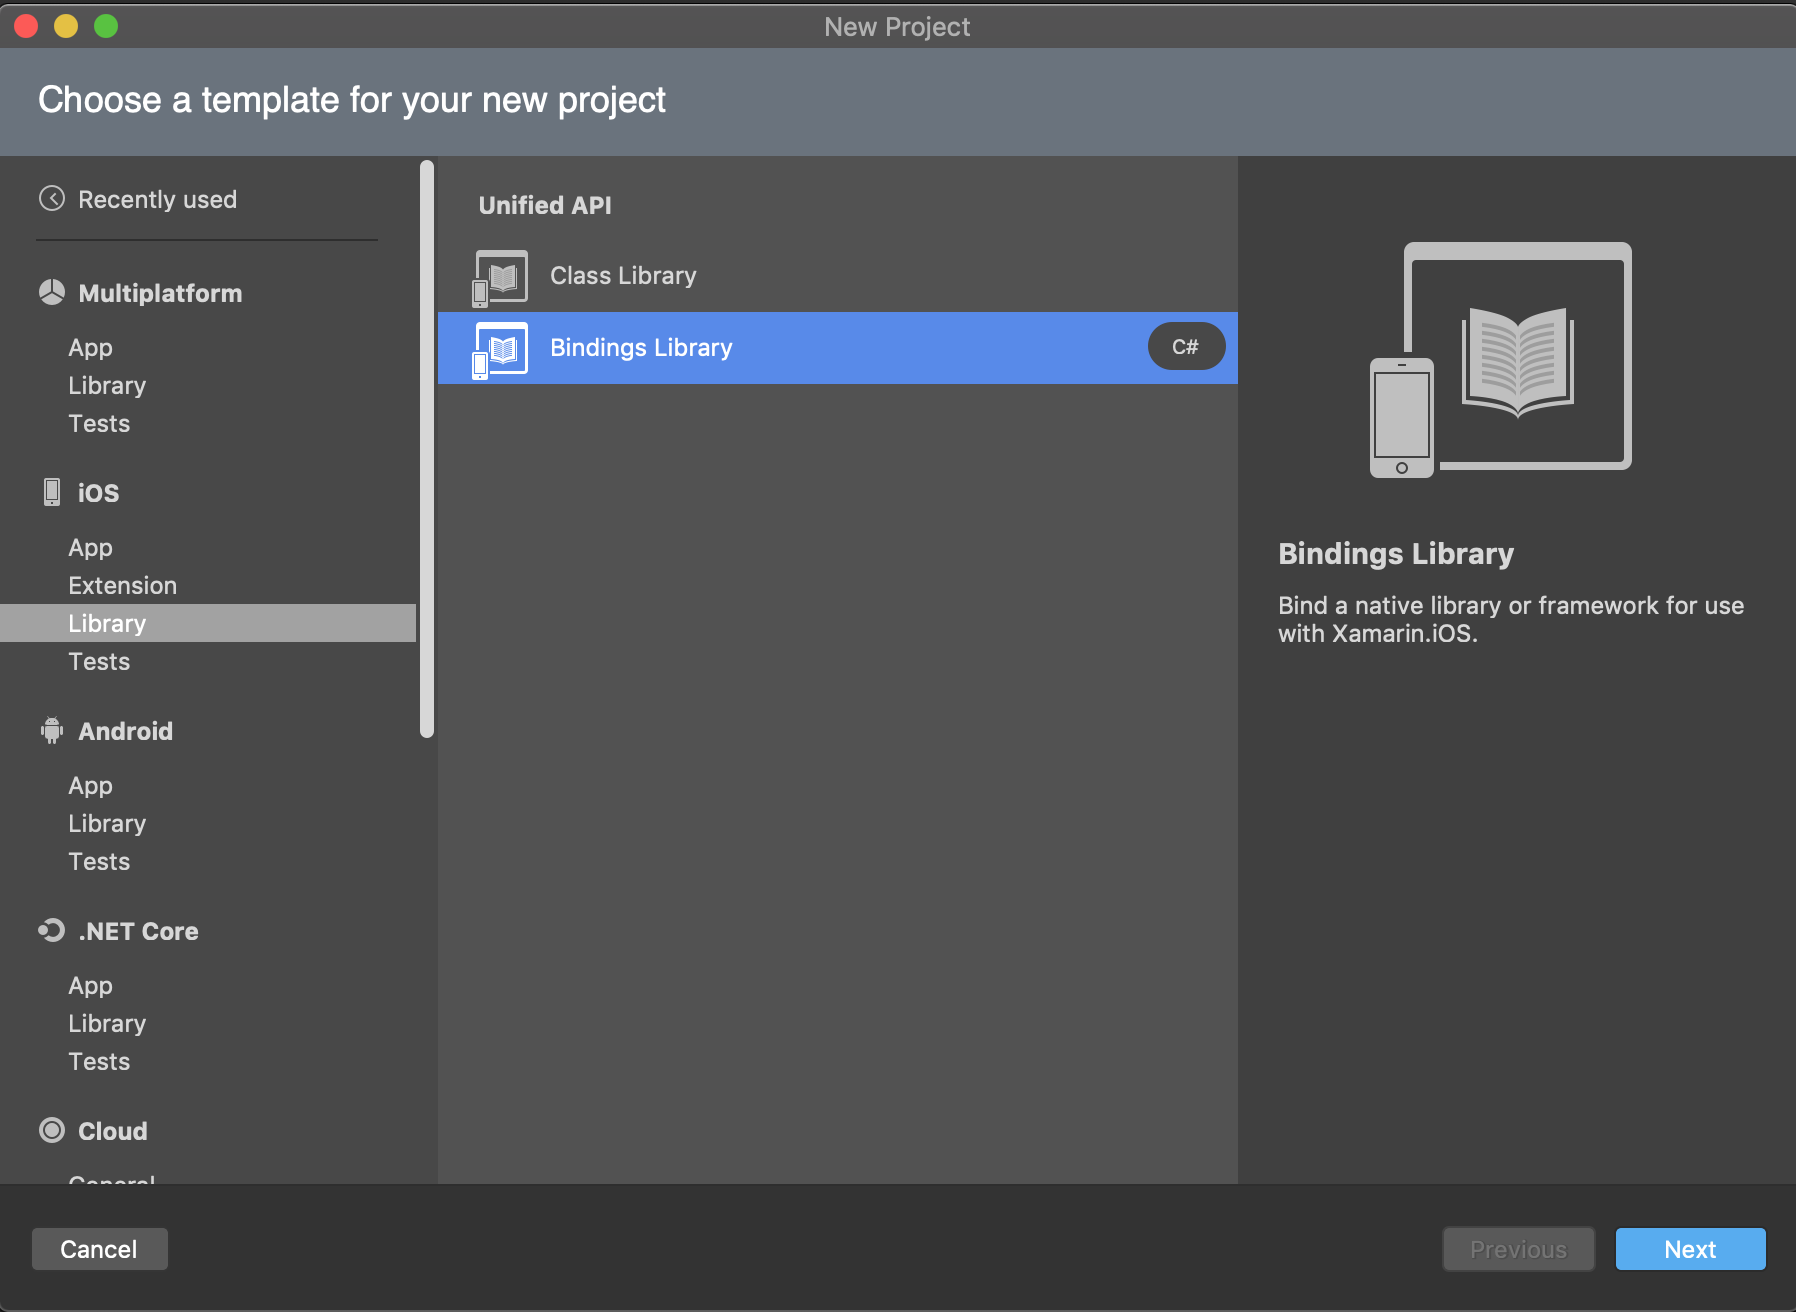 New Project
Choose a template for your new project
Recently used
Multiplatform
App
Library
Tests
iOS
App
Extension
Library
Tests
Android
App
Library
Tests
.NET Core
App
Library
Tests
Cloud
General
Unified API
Class Library
Bindings Library
C#
Bindings Library
Bind a native library or framework for use
with Xamarin.iOS.
Cancel
Previous
Next